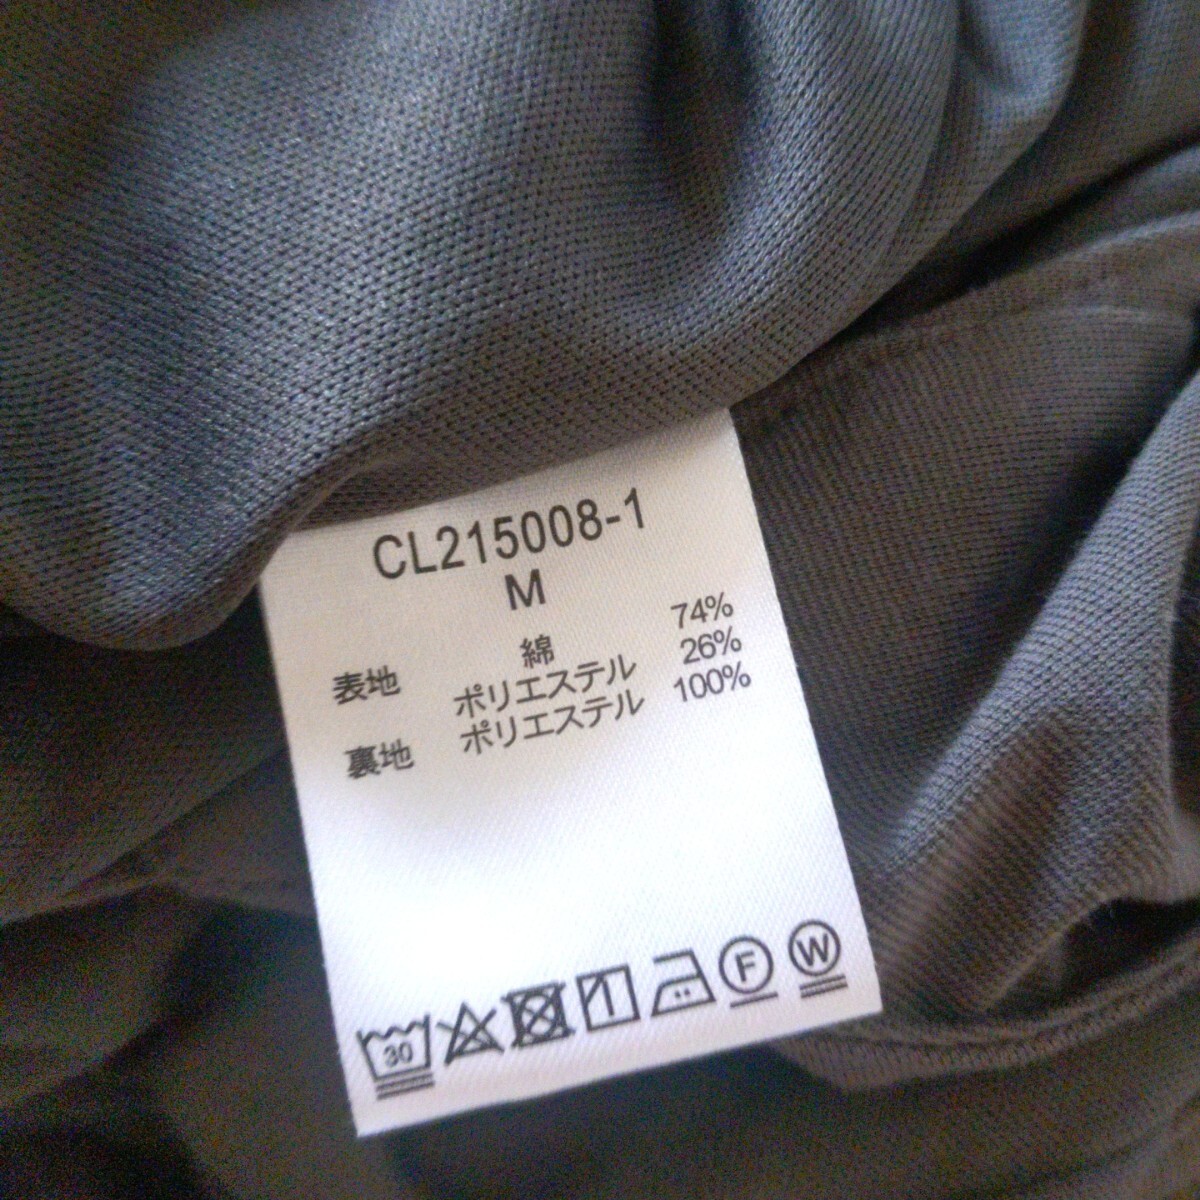 CL215008-1
M
表地 綿 74%
ポリエステル 26%
裏地 ポリエステル 100%
30 F W